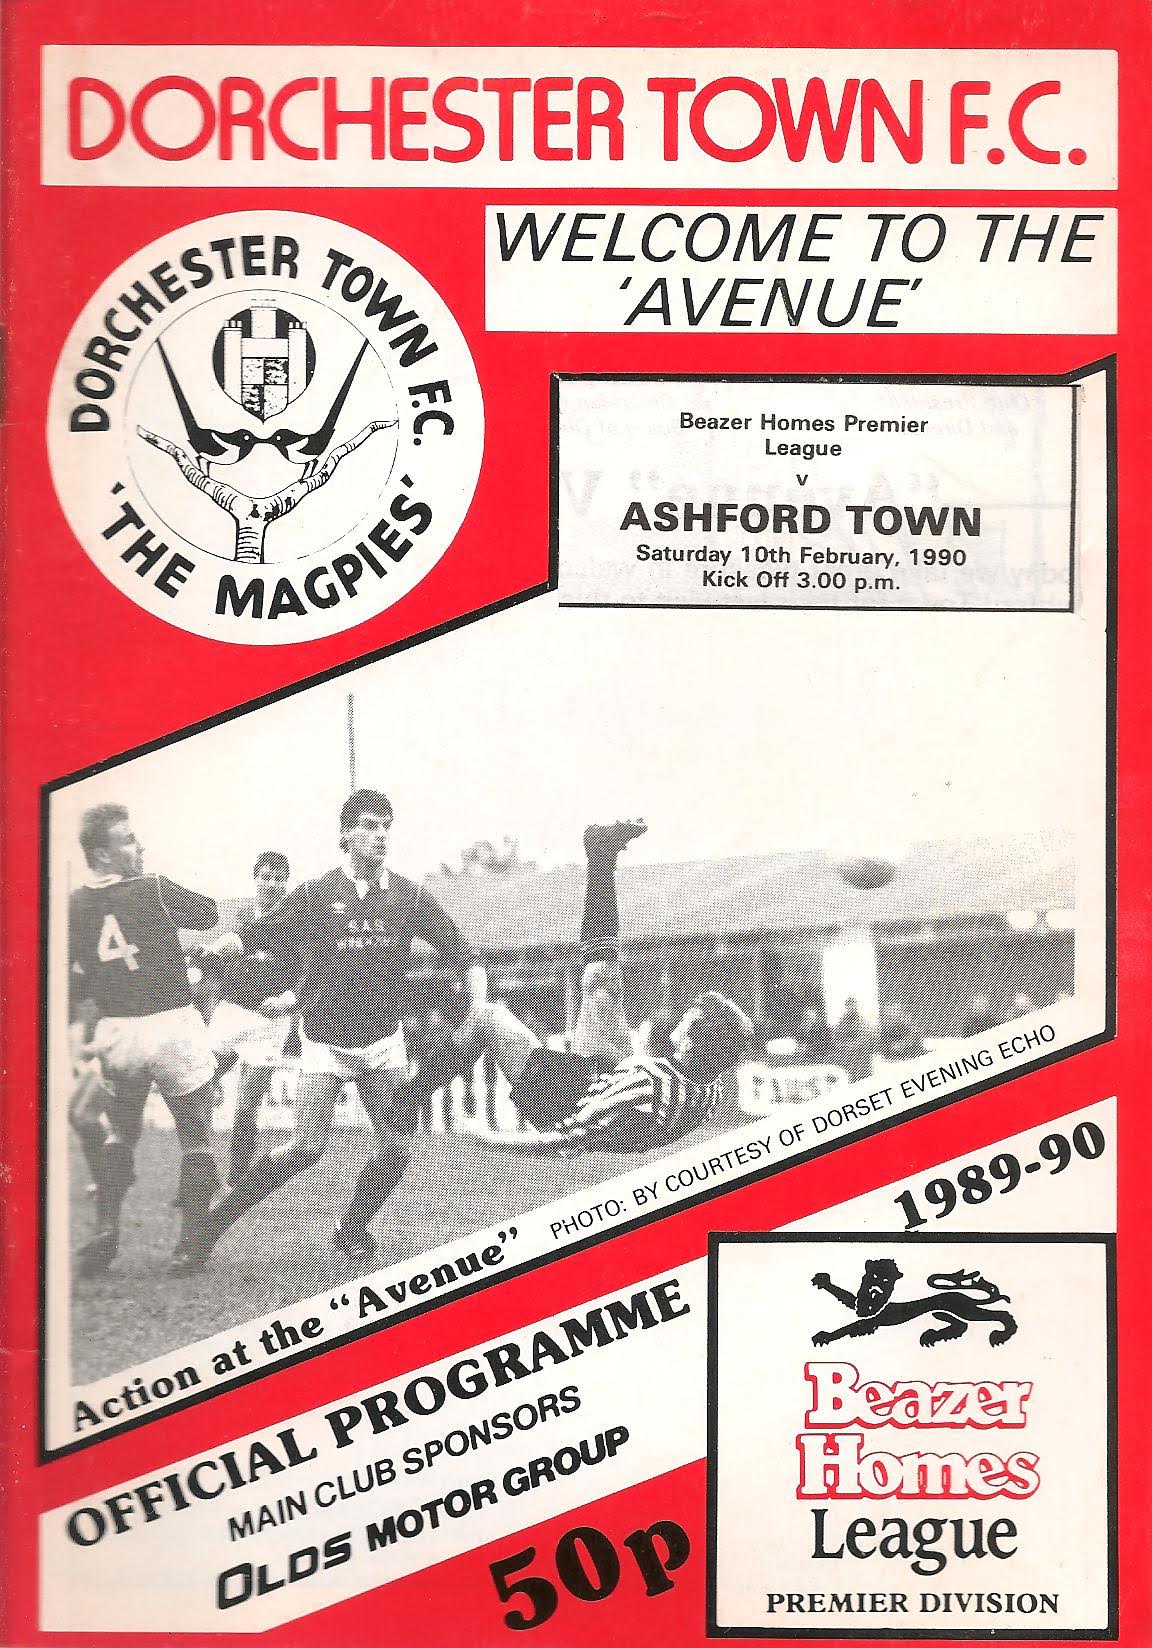 DORCHESTER TOWN F.C.
WELCOME TO THE
'AVENUE'
DORCHESTER TOWN F.C.
'THE MAGPIES'
Beazer Homes Premier
League
v
ASHFORD TOWN
Saturday 10th February, 1990
Kick Off 3.00 p.m.
4
Action at the "Avenue"
PHOTO: BY COURTESY OF DORSET EVENING ECHO
1989-90
OFFICIAL PROGRAMME
MAIN CLUB SPONSORS
OLDS MOTOR GROUP
50p
Beazer
Homes
League
PREMIER DIVISION